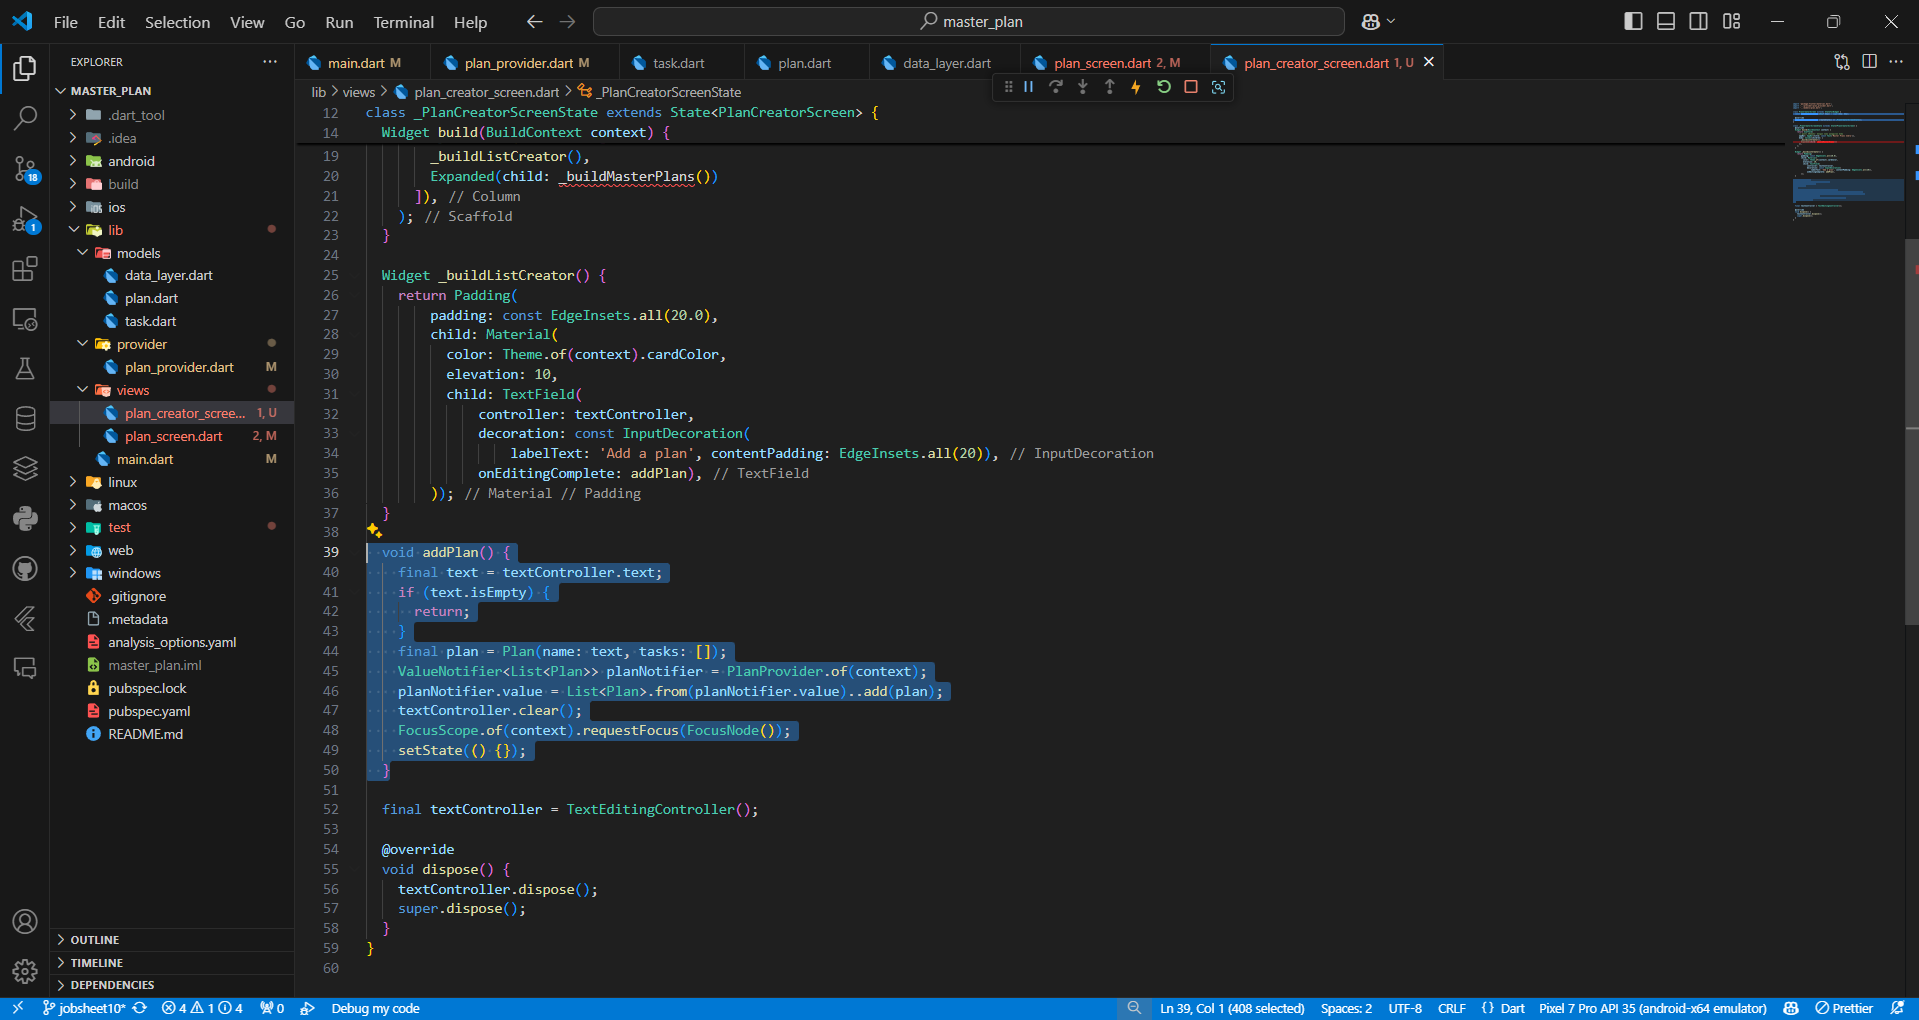 File Edit Selection View Go Run Terminal Help
master_plan
EXPLORER
MASTER_PLAN
.dart_tool
.idea
android
build
ios
lib
models
data_layer.dart
plan.dart
task.dart
provider
plan_provider.dart M
views
plan_creator_scree... 1, U
plan_screen.dart 2, M
main.dart M
linux
macos
test
web
windows
.gitignore
.metadata
analysis_options.yaml
master_plan.iml
pubspec.lock
pubspec.yaml
README.md
OUTLINE
TIMELINE
DEPENDENCIES
18
1
main.dart M plan_provider.dart M task.dart plan.dart data_layer.dart plan_screen.dart 2, M plan_creator_screen.dart 1, U
lib > views > plan_creator_screen.dart > _PlanCreatorScreenState
12 class _PlanCreatorScreenState extends State<PlanCreatorScreen> {
14 Widget build(BuildContext context) {
19 _buildListCreator(),
20 Expanded(child: _buildMasterPlans())
21 ]), // Column
22 ); // Scaffold
23 }
24
25 Widget _buildListCreator() {
26 return Padding(
27 padding: const EdgeInsets.all(20.0),
28 child: Material(
29 color: Theme.of(context).cardColor,
30 elevation: 10,
31 child: TextField(
32 controller: textController,
33 decoration: const InputDecoration(
34 labelText: 'Add a plan', contentPadding: EdgeInsets.all(20)), // InputDecoration
35 onEditingComplete: addPlan), // TextField
36 )); // Material // Padding
37 }
38
39 void addPlan() {
40 final text = textController.text;
41 if (text.isEmpty) {
42 return;
43 }
44 final plan = Plan(name: text, tasks: []);
45 ValueNotifier<List<Plan>> planNotifier = PlanProvider.of(context);
46 planNotifier.value = List<Plan>.from(planNotifier.value)..add(plan);
47 textController.clear();
48 FocusScope.of(context).requestFocus(FocusNode());
49 setState(() {});
50 }
51
52 final textController = TextEditingController();
53
54 @override
55 void dispose() {
56 textController.dispose();
57 super.dispose();
58 }
59 }
60
jobsheet10* 4 1 4 0 Debug my code Ln 39, Col 1 (408 selected) Spaces: 2 UTF-8 CRLF {} Dart Pixel 7 Pro API 35 (android-x64 emulator) Prettier